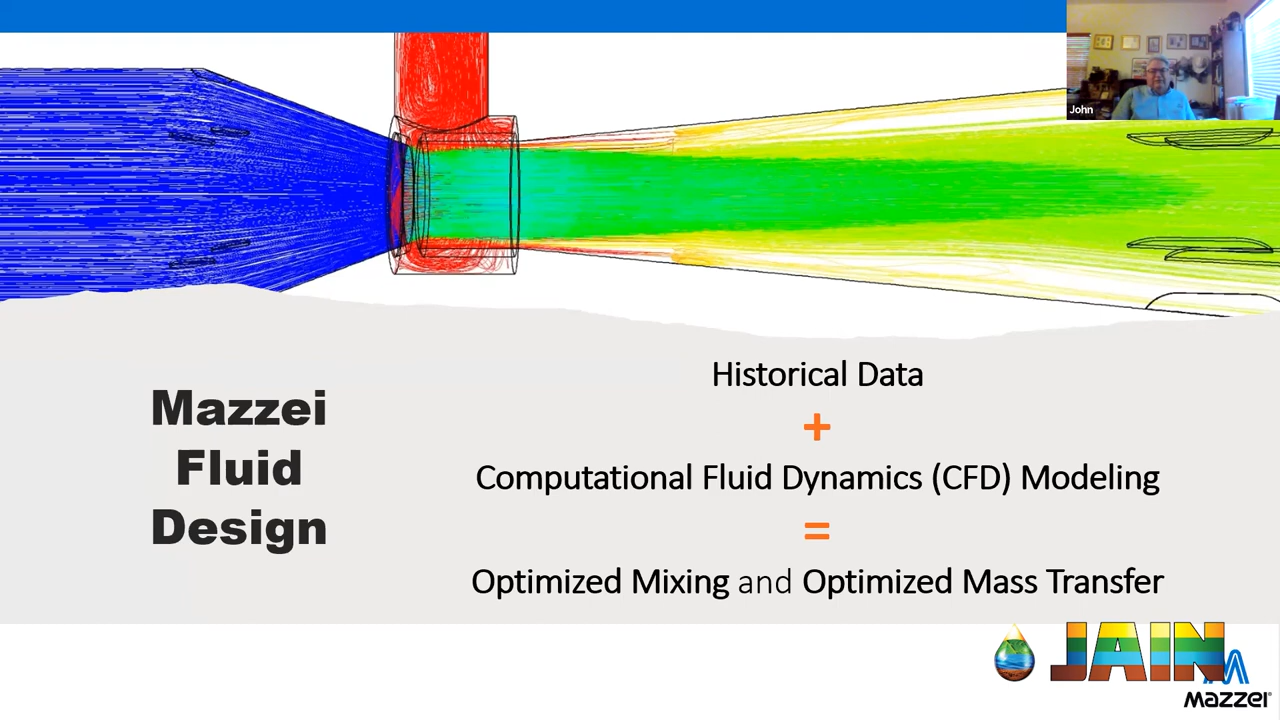 John
Mazzei
Fluid
Design
Historical Data
+
Computational Fluid Dynamics (CFD) Modeling
=
Optimized Mixing and Optimized Mass Transfer
JAIN
Mazzei®